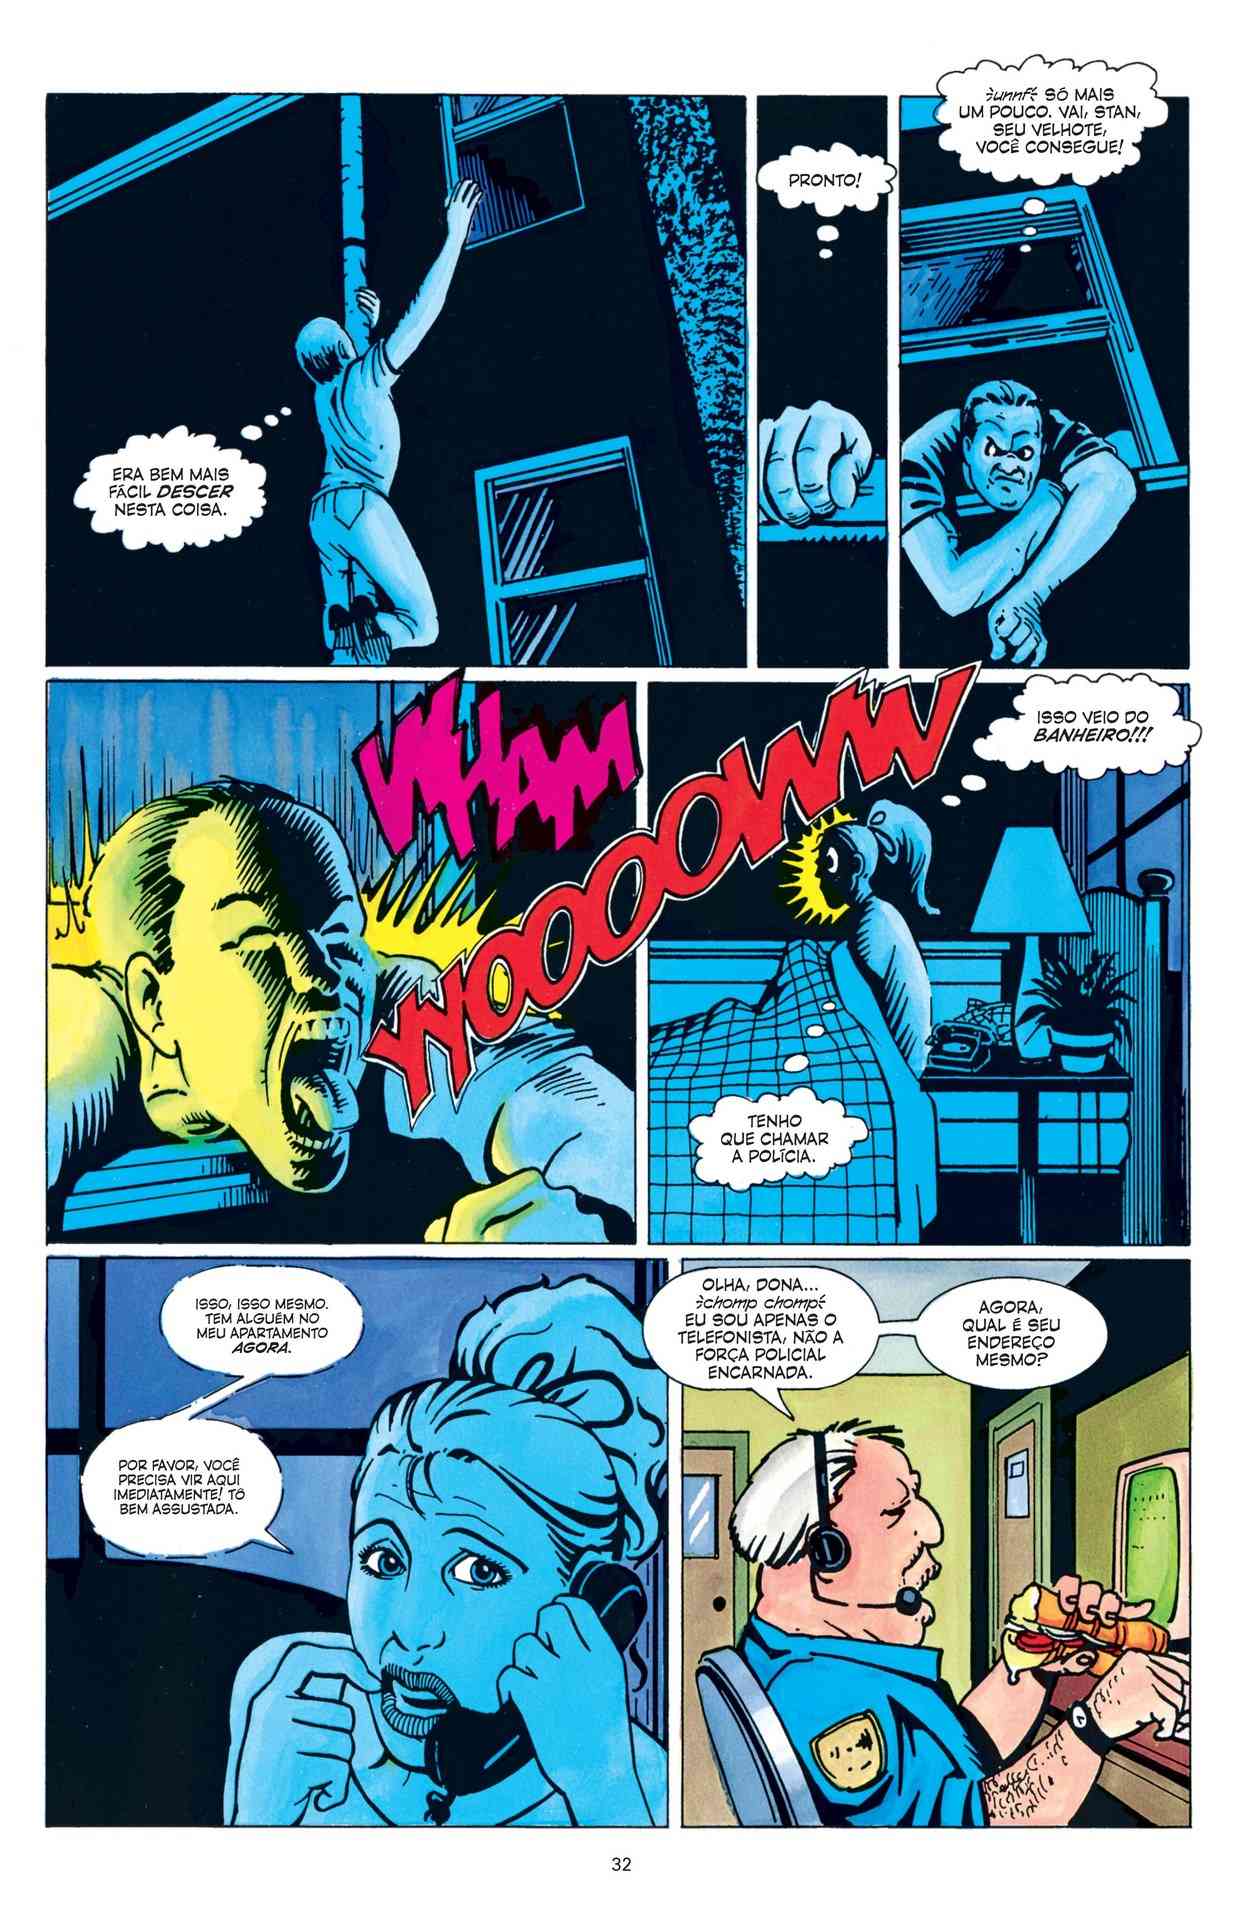 ERA BEM MAIS
FÁCIL DESCER
NESTA COISA.
PRONTO!
›unnf‹ SÓ MAIS
UM POUCO. VAI, STAN,
SEU VELHOTE,
VOCÊ CONSEGUE!
WHAM
YYOOOOOWWW
ISSO VEIO DO
BANHEIRO!!!
TENHO
QUE CHAMAR
A POLÍCIA.
ISSO, ISSO MESMO.
TEM ALGUÉM NO
MEU APARTAMENTO
AGORA.
POR FAVOR, VOCÊ
PRECISA VIR AQUI
IMEDIATAMENTE! TÔ
BEM ASSUSTADA.
OLHA, DONA...
›chomp chomp‹
EU SOU APENAS O
TELEFONISTA, NÃO A
FORÇA POLICIAL
ENCARNADA.
AGORA,
QUAL É SEU
ENDEREÇO
MESMO?
32